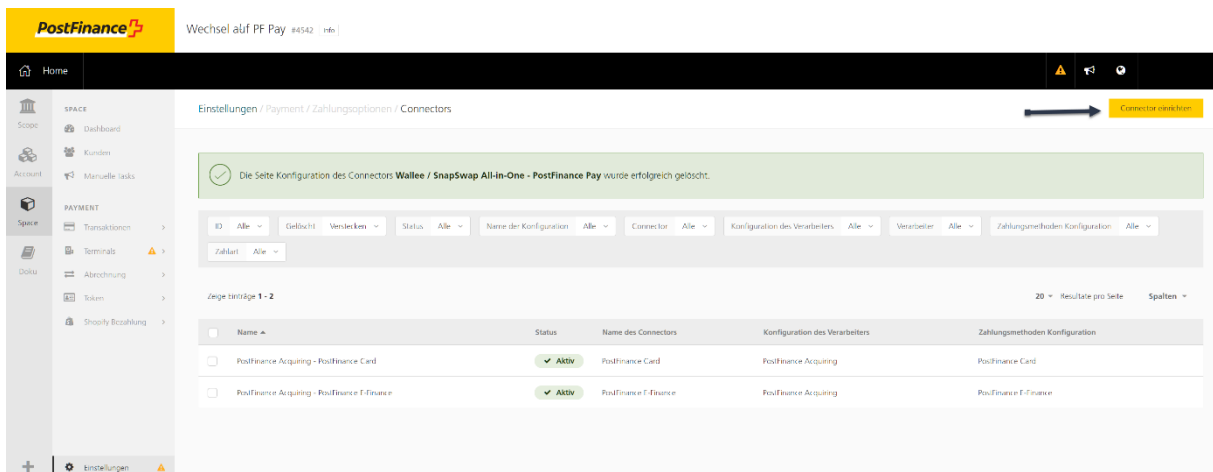 PostFinance
Wechsel auf PF Pay #4542 Info
Home
Scope
Account
Space
Doku
SPACE
Dashboard
Kunden
Manuelle Tasks
PAYMENT
Transaktionen
Terminals
Abrechnung
Token
Shopify Bezahlung
Einstellungen
Einstellungen / Payment / Zahlungsoptionen / Connectors
Connector einrichten
Die Seite Konfiguration des Connectors Wallee / SnapSwap All-in-One - PostFinance Pay wurde erfolgreich gelöscht.
ID Alle Gelöscht Verstecken Status Alle Name der Konfiguration Alle Connector Alle Konfiguration des Verarbeiters Alle Verarbeiter Alle Zahlungsmethoden Konfiguration Alle
Zahlart Alle
Zeige Einträge 1 - 2 20 Resultate pro Seite Spalten
Name Status Name des Connectors Konfiguration des Verarbeiters Zahlungsmethoden Konfiguration
PostFinance Acquiring - PostFinance Card Aktiv PostFinance Card PostFinance Acquiring PostFinance Card
PostFinance Acquiring - PostFinance E-Finance Aktiv PostFinance E-Finance PostFinance Acquiring PostFinance E-Finance